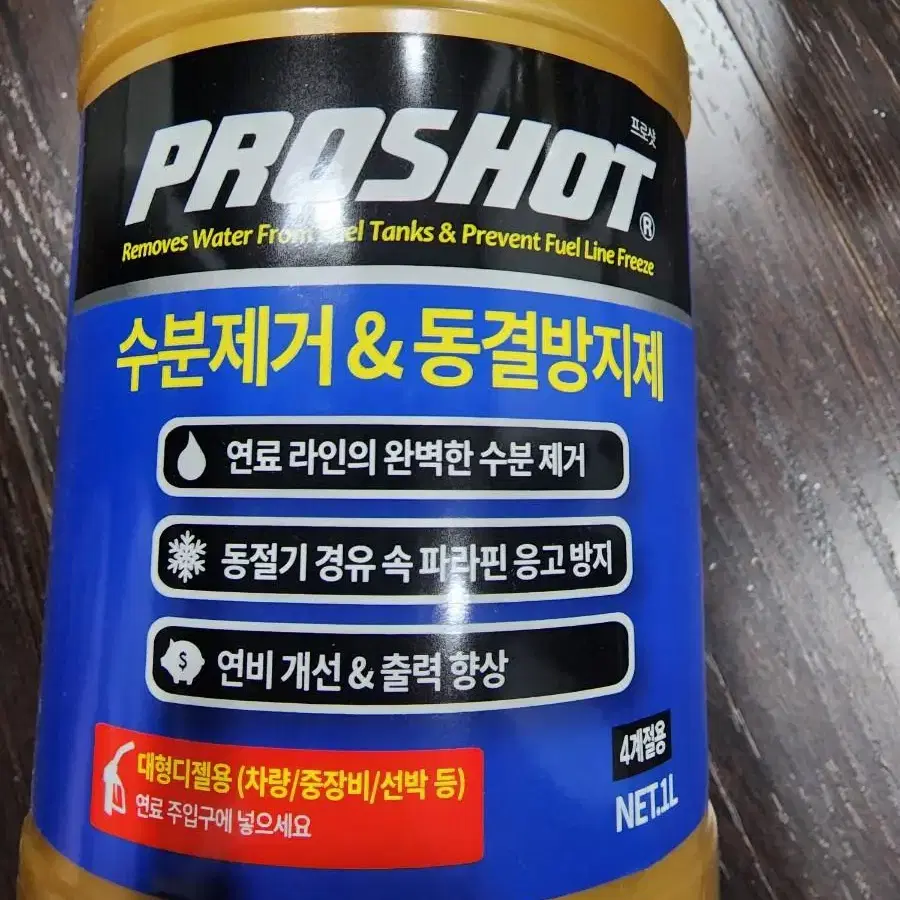 프로샷
PROSHOT®
Removes Water From Fuel Tanks & Prevent Fuel Line Freeze
수분제거 & 동결방지제
연료 라인의 완벽한 수분 제거
동절기 경유 속 파라핀 응고 방지
$
연비 개선 & 출력 향상
4계절용
대형디젤용 (차량/중장비/선박 등)
연료 주입구에 넣으세요
NET.1L